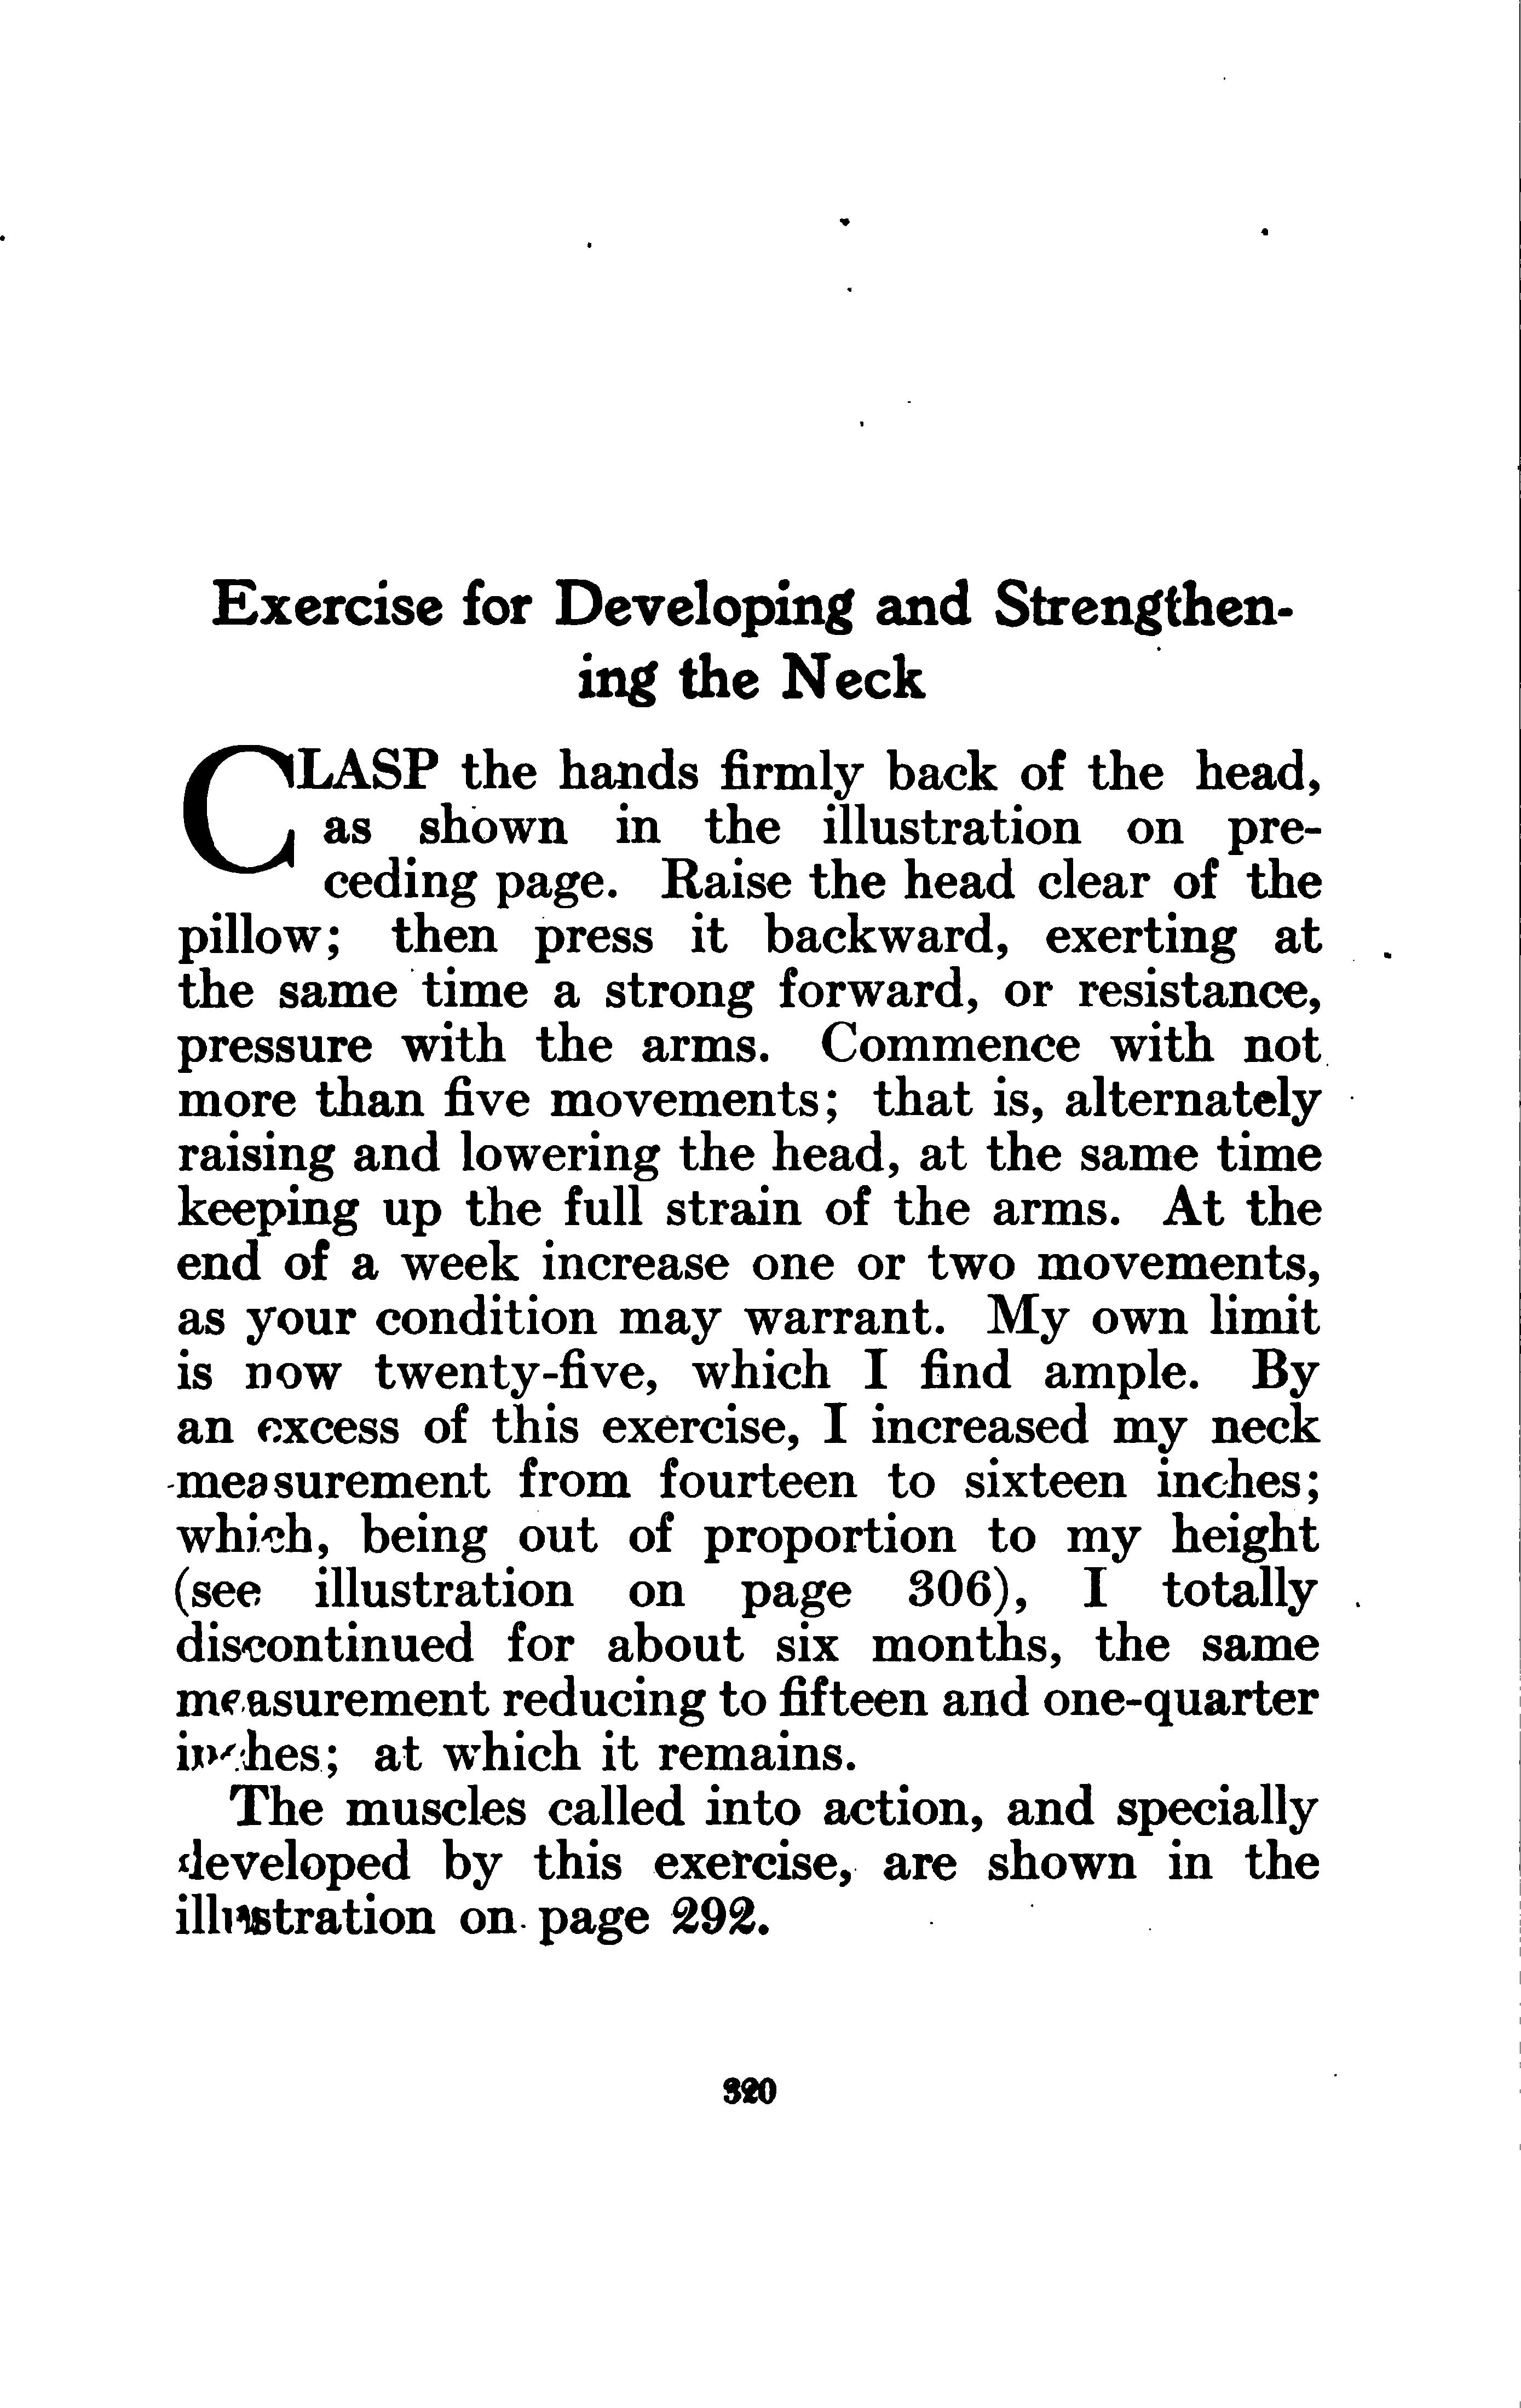 Exercise for Developing and Strengthen-
ing the Neck
CLASP the hands firmly back of the head,
as shown in the illustration on pre-
ceding page. Raise the head clear of the
pillow; then press it backward, exerting at
the same time a strong forward, or resistance,
pressure with the arms. Commence with not
more than five movements; that is, alternately
raising and lowering the head, at the same time
keeping up the full strain of the arms. At the
end of a week increase one or two movements,
as your condition may warrant. My own limit
is now twenty-five, which I find ample. By
an excess of this exercise, I increased my neck
measurement from fourteen to sixteen inches;
which, being out of proportion to my height
(see illustration on page 306), I totally
discontinued for about six months, the same
measurement reducing to fifteen and one-quarter
inches; at which it remains.
The muscles called into action, and specially
developed by this exercise, are shown in the
illustration on page 292.
320